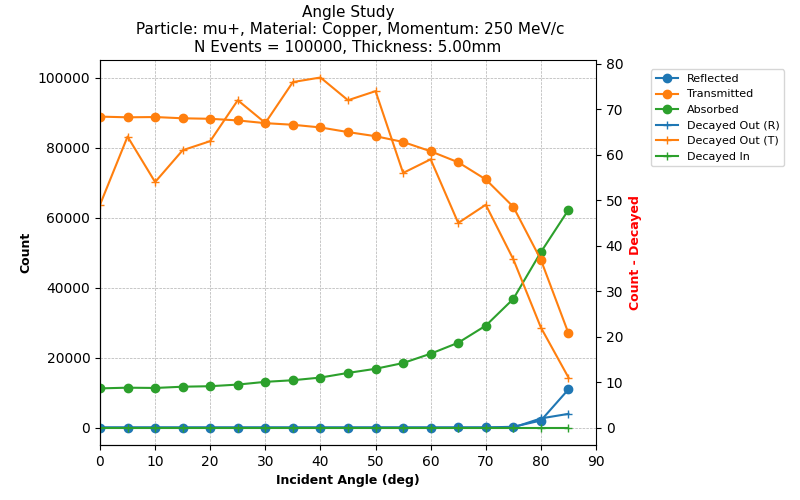 Angle Study
Particle: mu+, Material: Copper, Momentum: 250 MeV/c
N Events = 100000, Thickness: 5.00mm
100000
80000
60000
40000
20000
0
Count
0 10 20 30 40 50 60 70 80 90
Incident Angle (deg)
80
70
60
50
40
30
20
10
0
Count - Decayed
Reflected
Transmitted
Absorbed
Decayed Out (R)
Decayed Out (T)
Decayed In